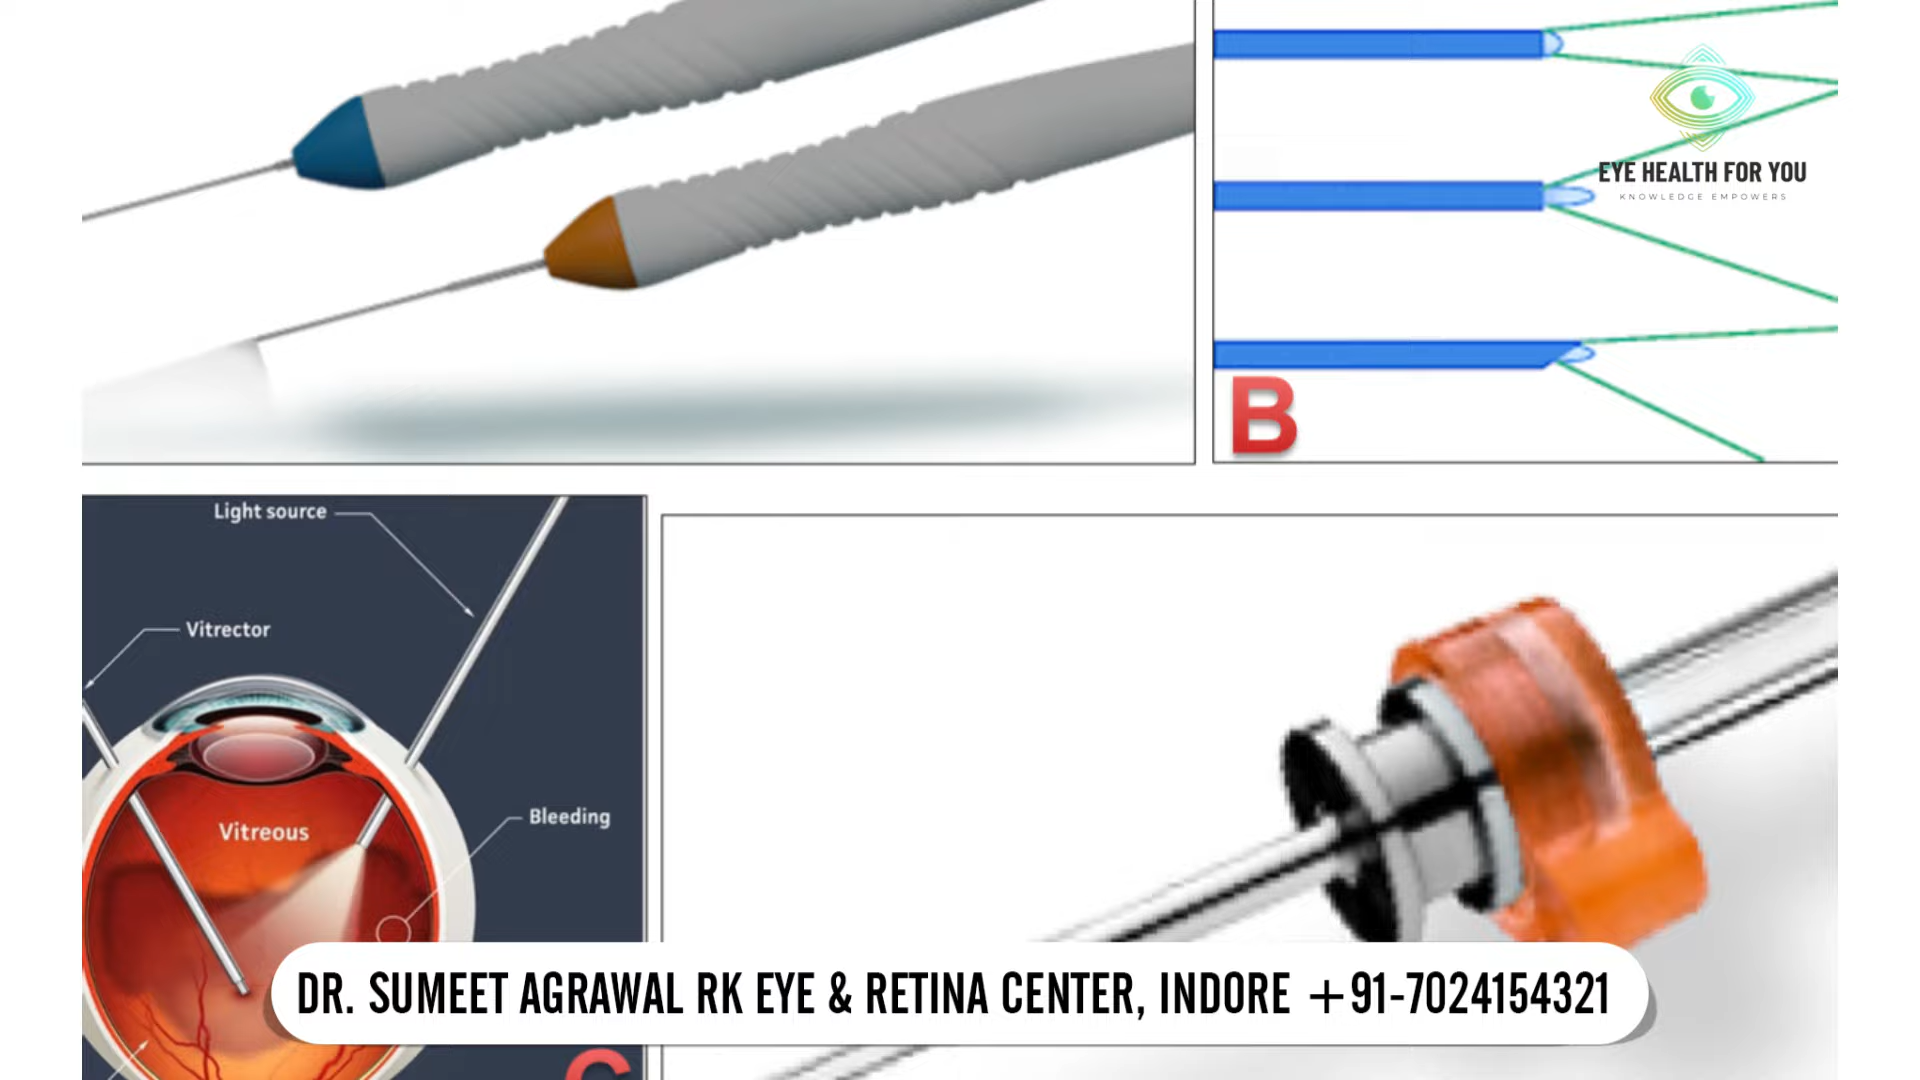 EYE HEALTH FOR YOU
KNOWLEDGE EMPOWERS
B
Light source
Vitrector
Vitreous
Bleeding
DR. SUMEET AGRAWAL RK EYE & RETINA CENTER, INDORE +91-7024154321
C